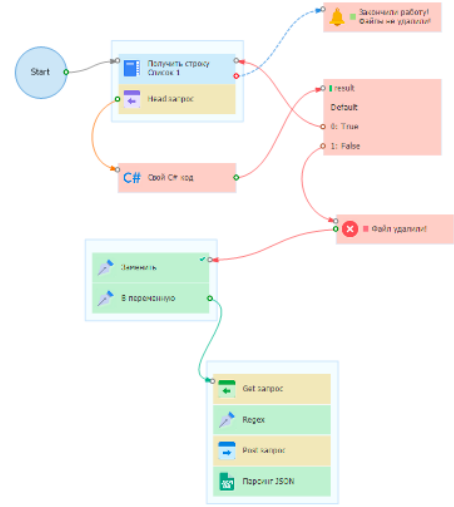 Закончили работу!
Файлы не удалили!
Start
Получить строку
Список 1
Head запрос
result
Default
0: True
1: False
C# Свой C# код
Файл удалили!
Заменить
В переменную
Get запрос
Regex
Post запрос
Парсинг JSON